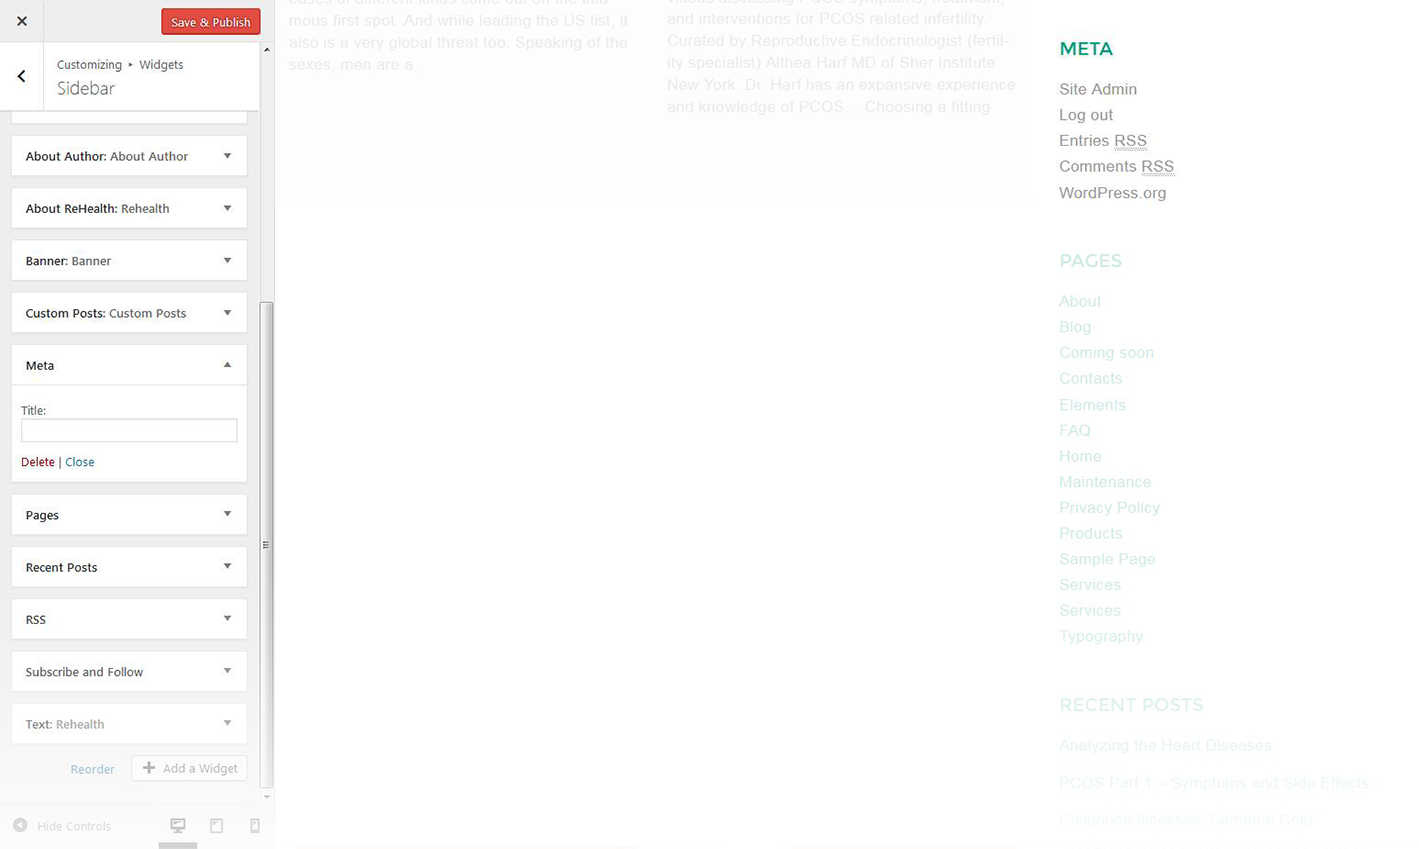 Save & Publish
Customizing ▸ Widgets
Sidebar
About Author: About Author
About ReHealth: Rehealth
Banner: Banner
Custom Posts: Custom Posts
Meta
Title:
Delete | Close
Pages
Recent Posts
RSS
Subscribe and Follow
Text: Rehealth
Reorder
Add a Widget
Hide Controls
mous first spot. And while leading the US list, it
also is a very global threat too. Speaking of the
sexes, men are a
videos discussing PCOS symptoms, treatment,
and interventions for PCOS related infertility.
Curated by Reproductive Endocrinologist (fertil-
ity specialist) Althea Harf MD of Sher Institute
New York. Dr. Harf has an expansive experience
and knowledge of PCOS… Choosing a fitting
META
Site Admin
Log out
Entries RSS
Comments RSS
WordPress.org
PAGES
About
Blog
Coming soon
Contacts
Elements
FAQ
Home
Maintenance
Privacy Policy
Products
Sample Page
Services
Services
Typography
RECENT POSTS
Analyzing the Heart Diseases
PCOS Part 1 – Symptoms and Side Effects
Childhood Illnesses: Common Cold